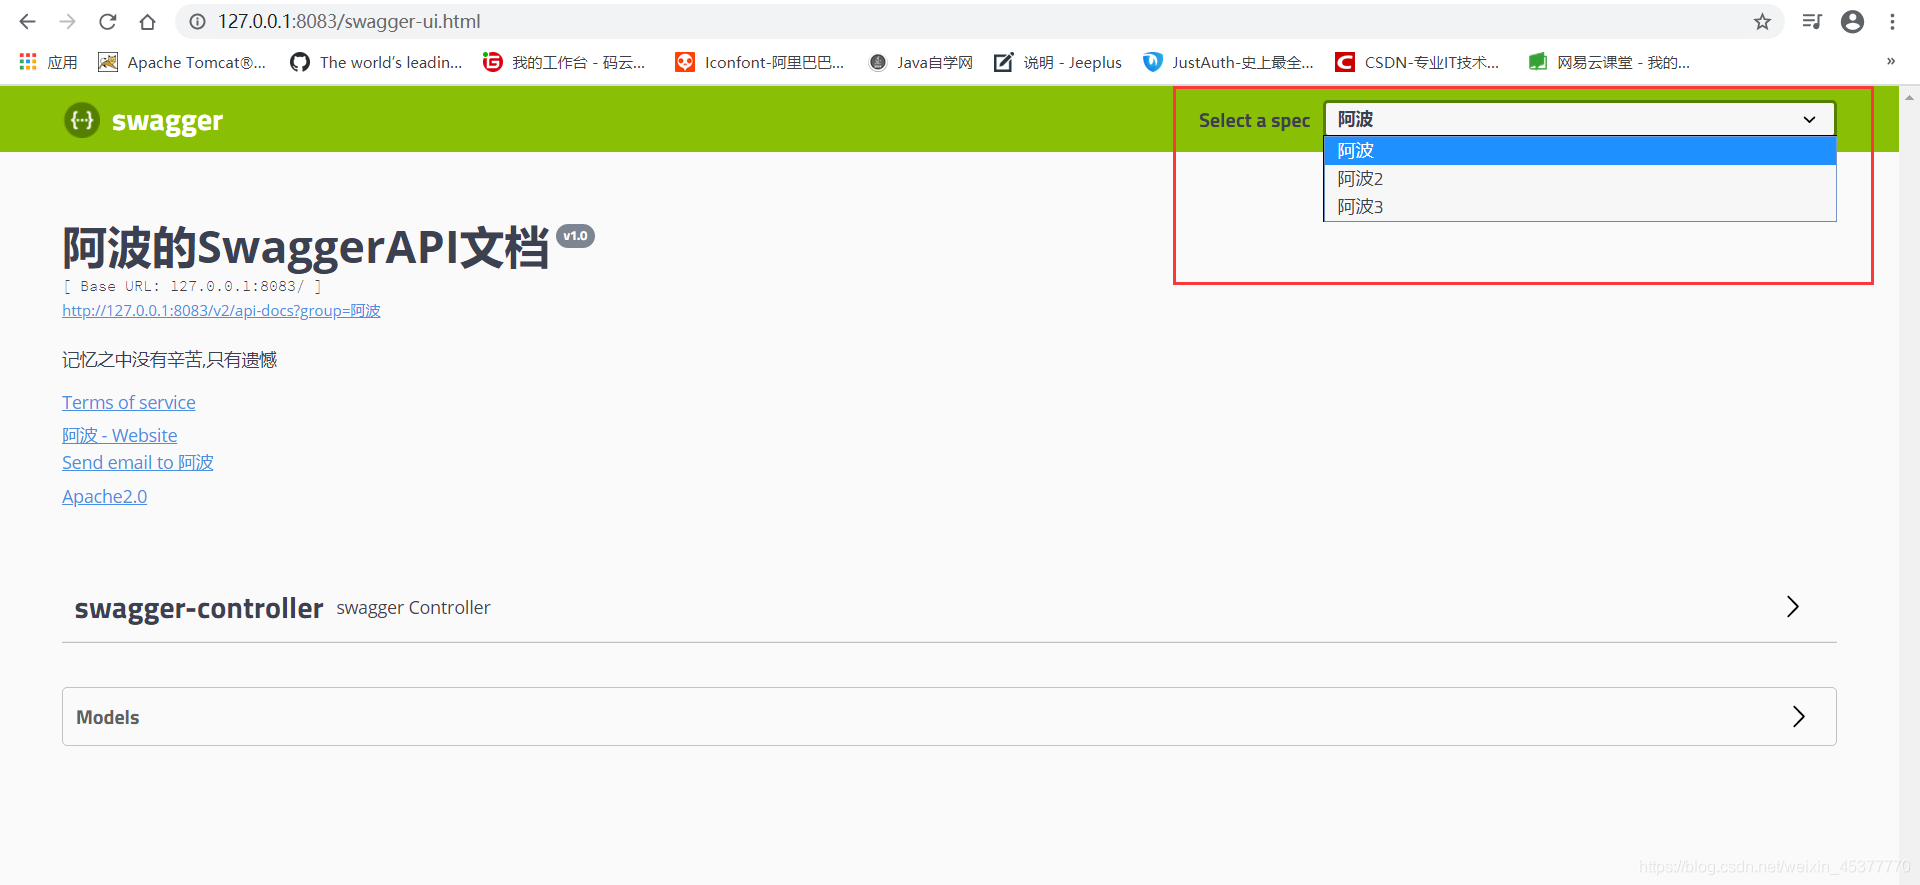 127.0.0.1:8083/swagger-ui.html
应用 Apache Tomcat®... The world's leadin... 我的工作台 - 码云... Iconfont-阿里巴巴... Java自学网 说明 - Jeeplus JustAuth-史上最全... CSDN-专业IT技术... 网易云课堂 - 我的... »
{···} swagger Select a spec 阿波
阿波
阿波2
阿波3
阿波的SwaggerAPI文档 v1.0
[ Base URL: 127.0.0.1:8083/ ]
http://127.0.0.1:8083/v2/api-docs?group=阿波
记忆之中没有辛苦,只有遗憾
Terms of service
阿波 - Website
Send email to 阿波
Apache2.0
swagger-controller swagger Controller
Models
https://blog.csdn.net/weixin_45377770